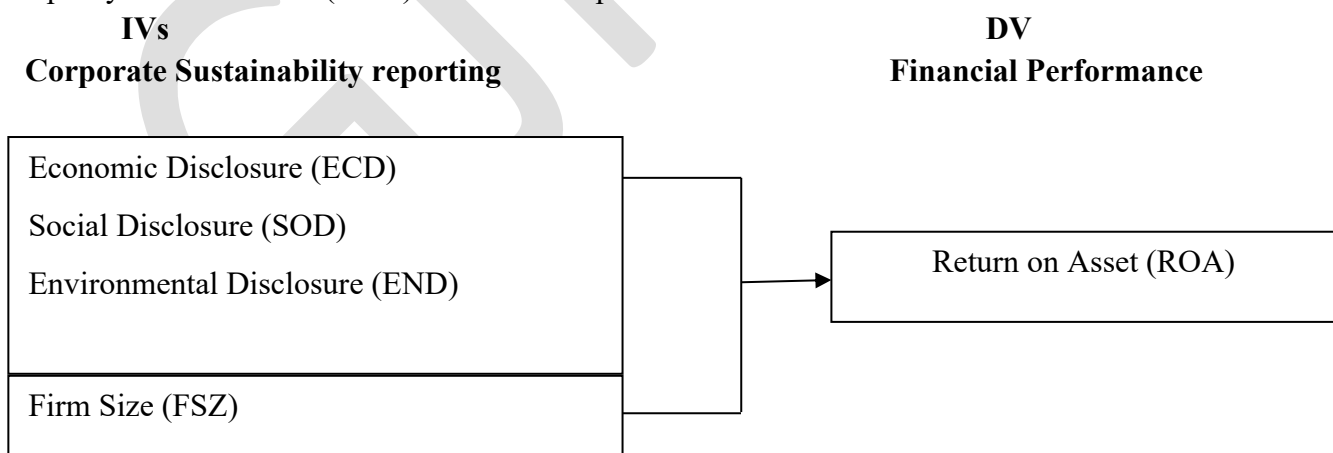 IVs DV
Corporate Sustainability reporting Financial Performance
Economic Disclosure (ECD)
Social Disclosure (SOD)
Environmental Disclosure (END)
Return on Asset (ROA)
Firm Size (FSZ)